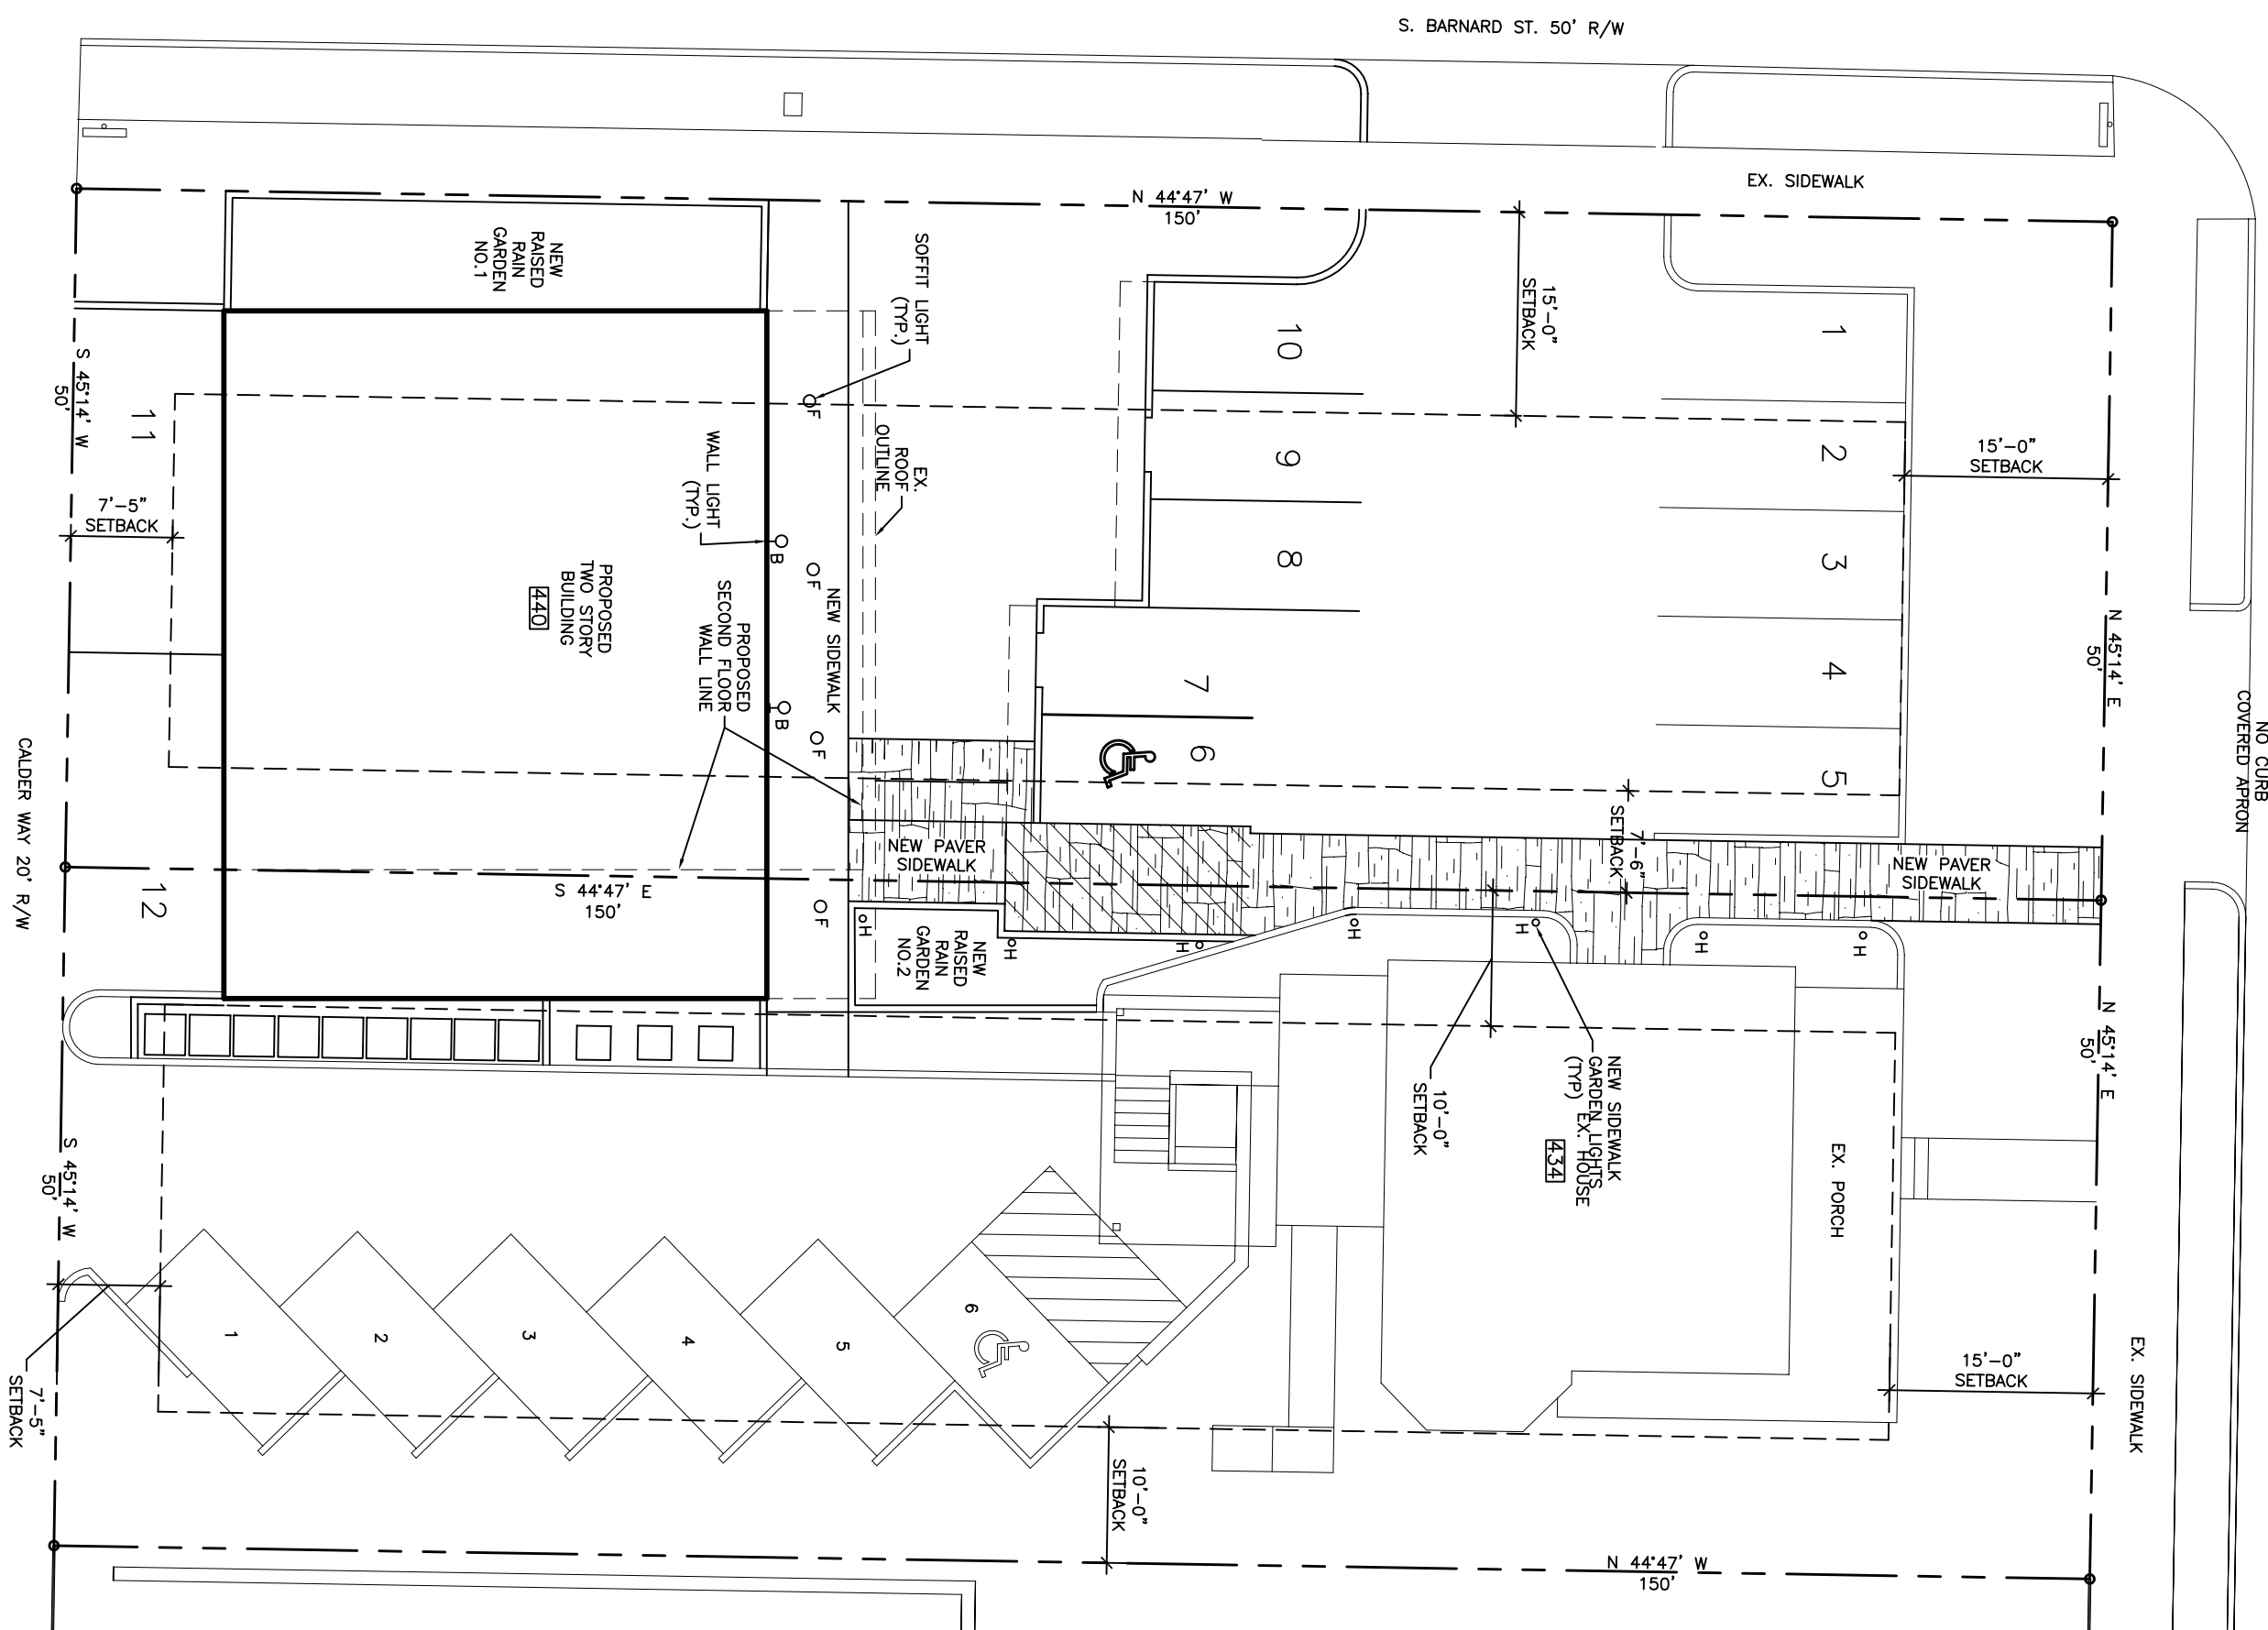 S. BARNARD ST. 50' R/W
EX. SIDEWALK
N 44°47' W
150'
NEW
RAISED
RAIN
GARDEN
NO.1
SOFFIT LIGHT
(TYP.)
15'-0"
SETBACK
10
1
S 45°14' W
50'
11
F
9
2
15'-0"
SETBACK
WALL LIGHT
(TYP.)
EX.
ROOF
OUTLINE
7'-5"
SETBACK
B
8
3
F
PROPOSED
TWO STORY
BUILDING
440
PROPOSED
SECOND FLOOR
WALL LINE
NEW SIDEWALK
N 45°14' E
50'
7
4
B
F
6
5
NO CURB
COVERED APRON
CALDER WAY 20' R/W
7'-6"
SETBACK
NEW PAVER
SIDEWALK
NEW PAVER
SIDEWALK
12
S 44°47' E
150'
F
H
H
H
H
H
H
H
NEW
RAISED
RAIN
GARDEN
NO.2
N 45°14' E
50'
NEW SIDEWALK
GARDEN LIGHTS
(TYP)
10'-0"
SETBACK
EX. HOUSE
434
EX. PORCH
S 45°14' W
50'
1
2
3
4
5
6
15'-0"
SETBACK
EX. SIDEWALK
7'-5"
SETBACK
10'-0"
SETBACK
N 44°47' W
150'